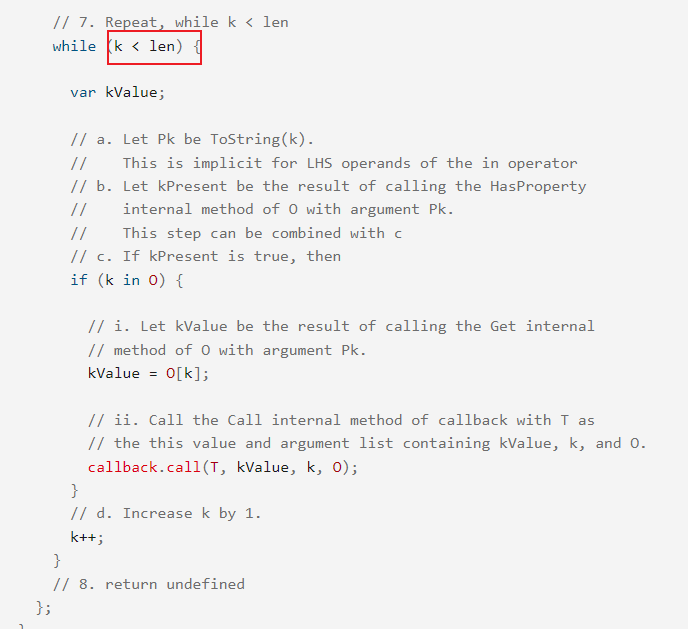 // 7. Repeat, while k < len
while (k < len) {
var kValue;
// a. Let Pk be ToString(k).
//    This is implicit for LHS operands of the in operator
// b. Let kPresent be the result of calling the HasProperty
//    internal method of O with argument Pk.
//    This step can be combined with c
// c. If kPresent is true, then
if (k in O) {
// i. Let kValue be the result of calling the Get internal
// method of O with argument Pk.
kValue = O[k];
// ii. Call the Call internal method of callback with T as
// the this value and argument list containing kValue, k, and O.
callback.call(T, kValue, k, O);
}
// d. Increase k by 1.
k++;
}
// 8. return undefined
};